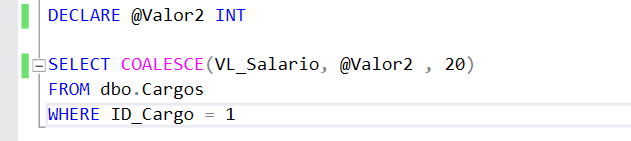 DECLARE @Valor2 INT
SELECT COALESCE(VL_Salario, @Valor2 , 20)
FROM dbo.Cargos
WHERE ID_Cargo = 1